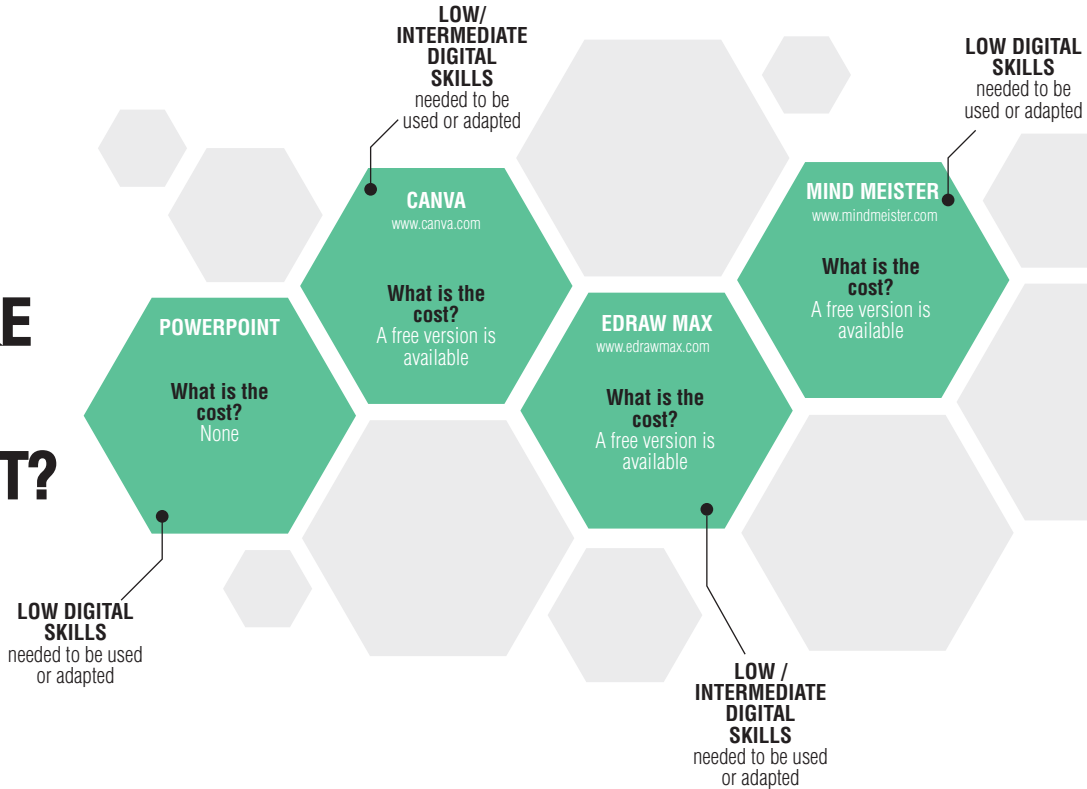 E
T?
POWERPOINT
What is the
cost?
None
LOW DIGITAL
SKILLS
needed to be used
or adapted
LOW/
INTERMEDIATE
DIGITAL
SKILLS
needed to be
used or adapted
CANVA
www.canva.com
What is the
cost?
A free version is
available
EDRAW MAX
www.edrawmax.com
What is the
cost?
A free version is
available
LOW /
INTERMEDIATE
DIGITAL
SKILLS
needed to be used
or adapted
LOW DIGITAL
SKILLS
needed to be
used or adapted
MIND MEISTER
www.mindmeister.com
What is the
cost?
A free version is
available